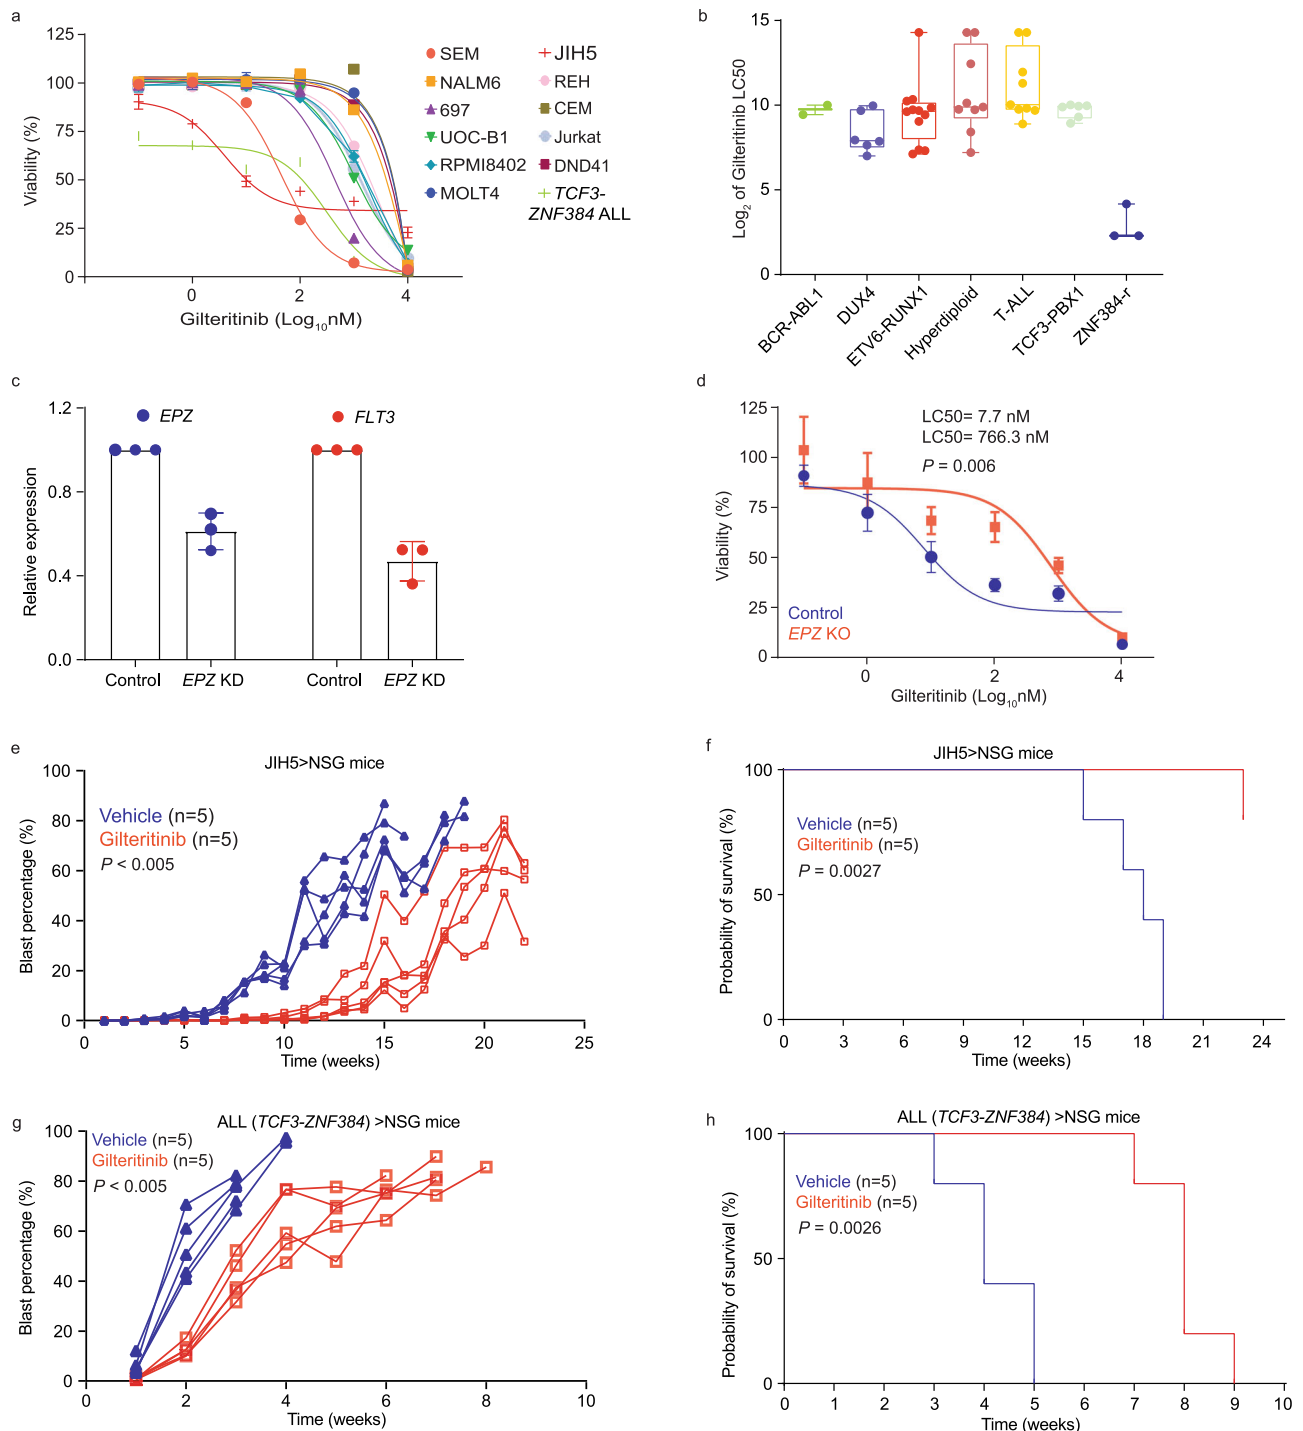 a
125
100
75
50
25
0
Viability (%)
0
2
4
Gilteritinib (Log10nM)
SEM
NALM6
697
UOC-B1
RPMI8402
MOLT4
JIH5
REH
CEM
Jurkat
DND41
TCF3-
ZNF384 ALL
b
15
10
5
0
Log2 of Gilteritinib LC50
BCR-ABL1
DUX4
ETV6-RUNX1
Hyperdiploid
T-ALL
TCF3-PBX1
ZNF384-r
c
1.2
0.8
0.4
0.0
Relative expression
EPZ
FLT3
Control
EPZ KD
Control
EPZ KD
d
125
100
75
50
25
0
Viability (%)
LC50= 7.7 nM
LC50= 766.3 nM
P = 0.006
Control
EPZ KO
0
2
4
Gilteritinib (Log10nM)
e
JIH5>NSG mice
100
80
60
40
20
0
Blast percentage (%)
Vehicle (n=5)
Gilteritinib (n=5)
P < 0.005
0
5
10
15
20
25
Time (weeks)
f
JIH5>NSG mice
100
50
0
Probability of survival (%)
Vehicle (n=5)
Gilteritinib (n=5)
P = 0.0027
0
3
6
9
12
15
18
21
24
Time (weeks)
g
ALL (TCF3-ZNF384) >NSG mice
100
80
60
40
20
0
Blast percentage (%)
Vehicle (n=5)
Gilteritinib (n=5)
P < 0.005
0
2
4
6
8
10
Time (weeks)
h
ALL (TCF3-ZNF384) >NSG mice
100
50
0
Probability of survival (%)
Vehicle (n=5)
Gilteritinib (n=5)
P = 0.0026
0
1
2
3
4
5
6
7
8
9
10
Time (weeks)